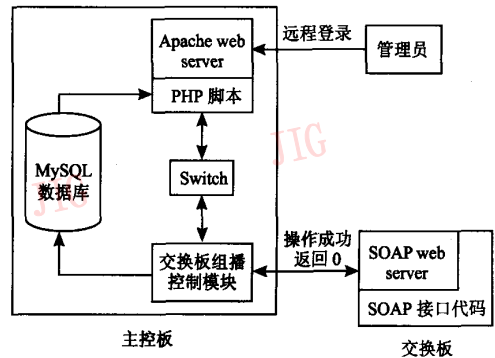 Apache web
server
PHP 脚本
远程登录
管理员
MySQL
数据库
Switch
交换板组播
控制模块
操作成功
返回 0
SOAP web
server
SOAP 接口代码
主控板
交换板
JIG
JIG